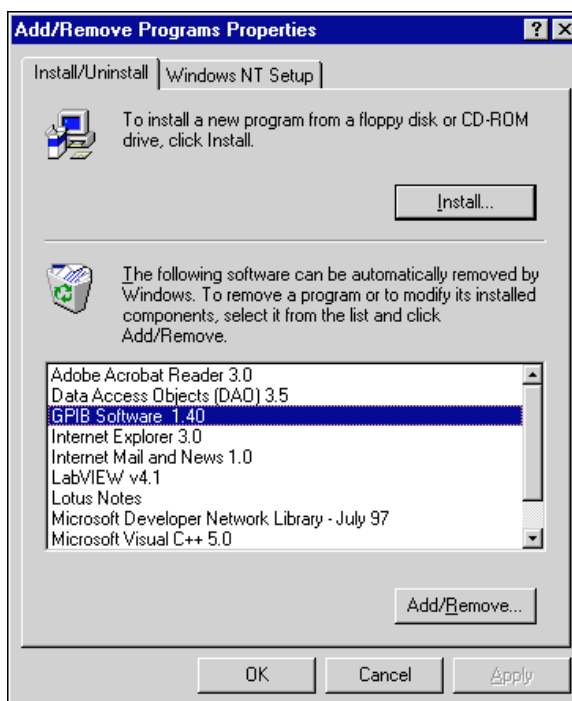 Add/Remove Programs Properties
Install/Uninstall
Windows NT Setup
To install a new program from a floppy disk or CD-ROM
drive, click Install.
Install...
The following software can be automatically removed by
Windows. To remove a program or to modify its installed
components, select it from the list and click
Add/Remove.
Adobe Acrobat Reader 3.0
Data Access Objects (DAO) 3.5
GPIB Software 1.40
Internet Explorer 3.0
Internet Mail and News 1.0
LabVIEW v4.1
Lotus Notes
Microsoft Developer Network Library - July 97
Microsoft Visual C++ 5.0
Add/Remove...
OK
Cancel
Apply